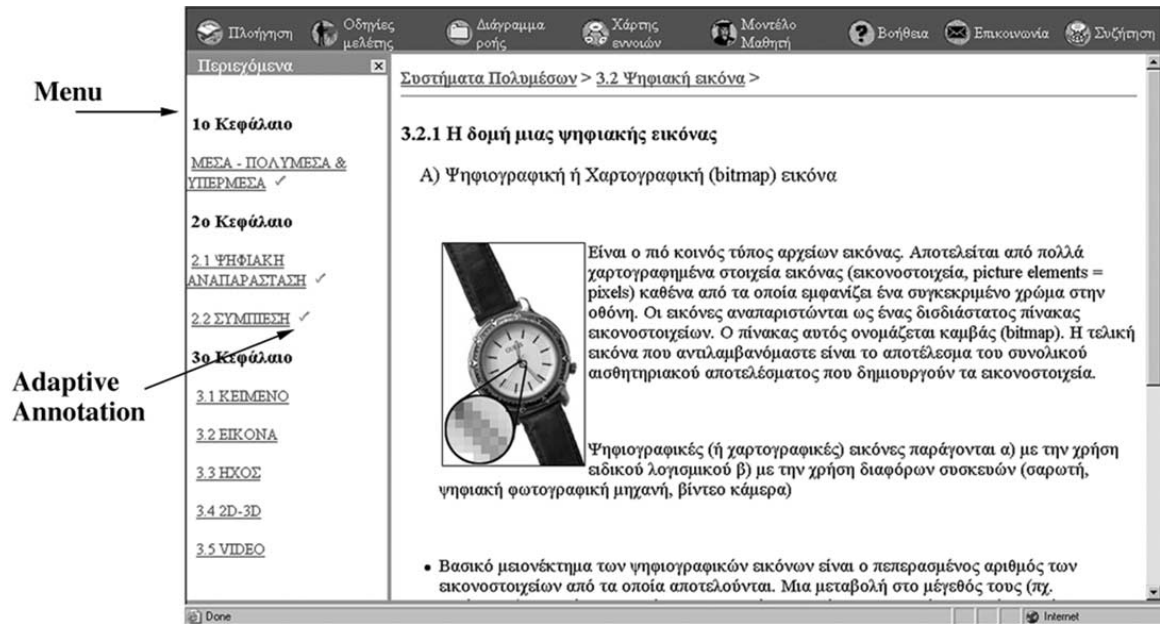 Πλοήγηση
Οδηγίες
μελέτης
Διάγραμμα
ροής
Χάρτης
εννοιών
Μοντέλο
Μαθητή
Βοήθεια
Επικοινωνία
Συζήτηση
Περιεχόμενα
Menu
1ο Κεφάλαιο
ΜΕΣΑ - ΠΟΛΥΜΕΣΑ &
ΥΠΕΡΜΕΣΑ ✓
2ο Κεφάλαιο
2.1 ΨΗΦΙΑΚΗ
ΑΝΑΠΑΡΑΣΤΑΣΗ ✓
2.2 ΣΥΜΠΙΕΣΗ ✓
3ο Κεφάλαιο
Adaptive
Annotation
3.1 ΚΕΙΜΕΝΟ
3.2 ΕΙΚΟΝΑ
3.3 ΗΧΟΣ
3.4 2D-3D
3.5 VIDEO
Συστήματα Πολυμέσων > 3.2 Ψηφιακή εικόνα >
3.2.1 Η δομή μιας ψηφιακής εικόνας
Α) Ψηφιογραφική ή Χαρτογραφική (bitmap) εικόνα
Είναι ο πιό κοινός τύπος αρχείων εικόνας. Αποτελείται από πολλά
χαρτογραφημένα στοιχεία εικόνας (εικονοστοιχεία, picture elements =
pixels) καθένα από τα οποία εμφανίζει ένα συγκεκριμένο χρώμα στην
οθόνη. Οι εικόνες αναπαριστώνται ως ένας δισδιάστατος πίνακας
εικονοστοιχείων. Ο πίνακας αυτός ονομάζεται καμβάς (bitmap). Η τελική
εικόνα που αντιλαμβανόμαστε είναι το αποτέλεσμα του συνολικού
αισθητηριακού αποτελέσματος που δημιουργούν τα εικονοστοιχεία.
Ψηφιογραφικές (ή χαρτογραφικές) εικόνες παράγονται α) με την χρήση
ειδικού λογισμικού β) με την χρήση διαφόρων συσκευών (σαρωτή,
ψηφιακή φωτογραφική μηχανή, βίντεο κάμερα)
• Βασικό μειονέκτημα των ψηφιογραφικών εικόνων είναι ο πεπερασμένος αριθμός των
εικονοστοιχείων από τα οποία αποτελούνται. Μια μεταβολή στο μέγεθός τους (πχ.
Done
Internet